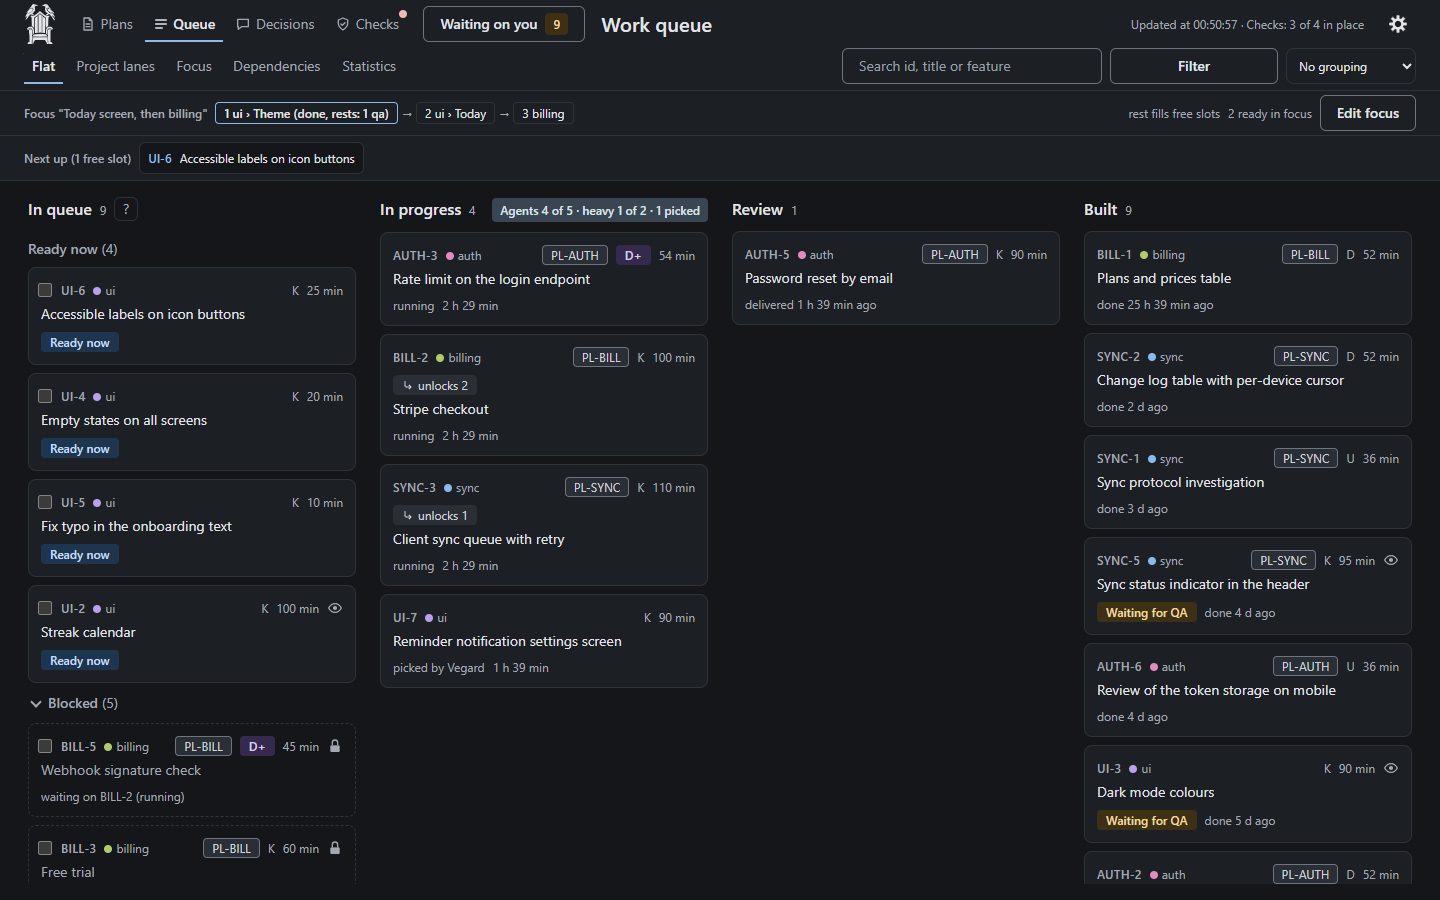 Plans Queue Decisions Checks Waiting on you 9 Work queue Updated at 00:50:57 · Checks: 3 of 4 in place
Flat Project lanes Focus Dependencies Statistics Search id, title or feature Filter No grouping
Focus "Today screen, then billing" 1 ui › Theme (done, rests: 1 qa) → 2 ui › Today → 3 billing rest fills free slots 2 ready in focus Edit focus
Next up (1 free slot) UI-6 Accessible labels on icon buttons
In queue 9 ?
Ready now (4)
UI-6 ui K 25 min
Accessible labels on icon buttons
Ready now
UI-4 ui K 20 min
Empty states on all screens
Ready now
UI-5 ui K 10 min
Fix typo in the onboarding text
Ready now
UI-2 ui K 100 min
Streak calendar
Ready now
Blocked (5)
BILL-5 billing PL-BILL D+ 45 min
Webhook signature check
waiting on BILL-2 (running)
BILL-3 billing PL-BILL K 60 min
Free trial
In progress 4 Agents 4 of 5 · heavy 1 of 2 · 1 picked
AUTH-3 auth PL-AUTH D+ 54 min
Rate limit on the login endpoint
running 2 h 29 min
BILL-2 billing PL-BILL K 100 min
↳ unlocks 2
Stripe checkout
running 2 h 29 min
SYNC-3 sync PL-SYNC K 110 min
↳ unlocks 1
Client sync queue with retry
running 2 h 29 min
UI-7 ui K 90 min
Reminder notification settings screen
picked by Vegard 1 h 39 min
Review 1
AUTH-5 auth PL-AUTH K 90 min
Password reset by email
delivered 1 h 39 min ago
Built 9
BILL-1 billing PL-BILL D 52 min
Plans and prices table
done 25 h 39 min ago
SYNC-2 sync PL-SYNC D 52 min
Change log table with per-device cursor
done 2 d ago
SYNC-1 sync PL-SYNC U 36 min
Sync protocol investigation
done 3 d ago
SYNC-5 sync PL-SYNC K 95 min
Sync status indicator in the header
Waiting for QA done 4 d ago
AUTH-6 auth PL-AUTH U 36 min
Review of the token storage on mobile
done 4 d ago
UI-3 ui K 90 min
Dark mode colours
Waiting for QA done 5 d ago
AUTH-2 auth PL-AUTH D 52 min